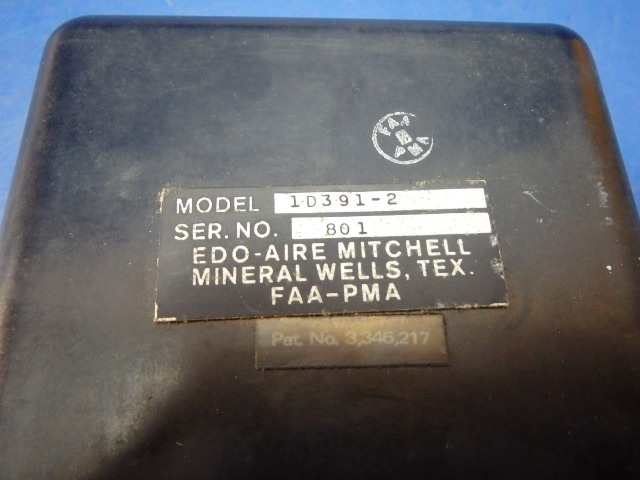 FAA
PMA
MODEL 1D391-2
SER. NO. 801
EDO-AIRE MITCHELL
MINERAL WELLS, TEX.
FAA-PMA
Pat. No. 3,346,217